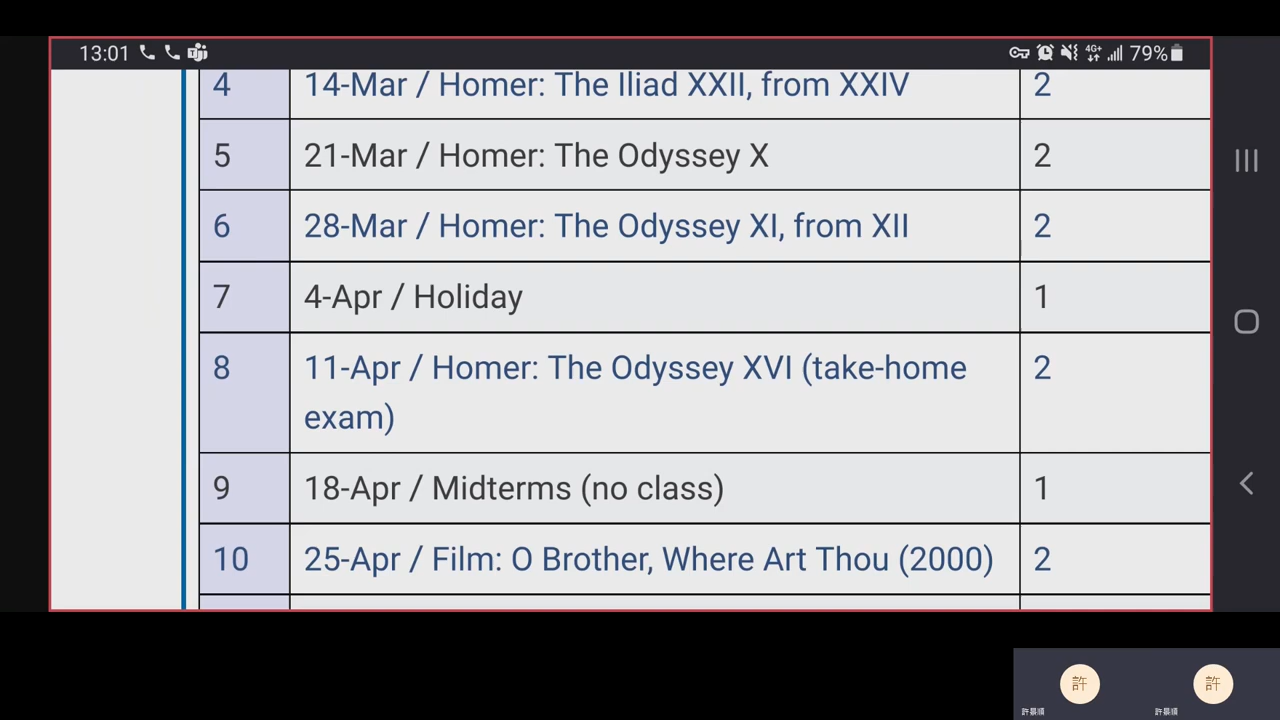 13:01
4G+
79%
4 14-Mar / Homer: The Iliad XXII, from XXIV 2
5 21-Mar / Homer: The Odyssey X 2
6 28-Mar / Homer: The Odyssey XI, from XII 2
7 4-Apr / Holiday 1
8 11-Apr / Homer: The Odyssey XVI (take-home 2
exam)
9 18-Apr / Midterms (no class) 1
10 25-Apr / Film: O Brother, Where Art Thou (2000) 2
許 許